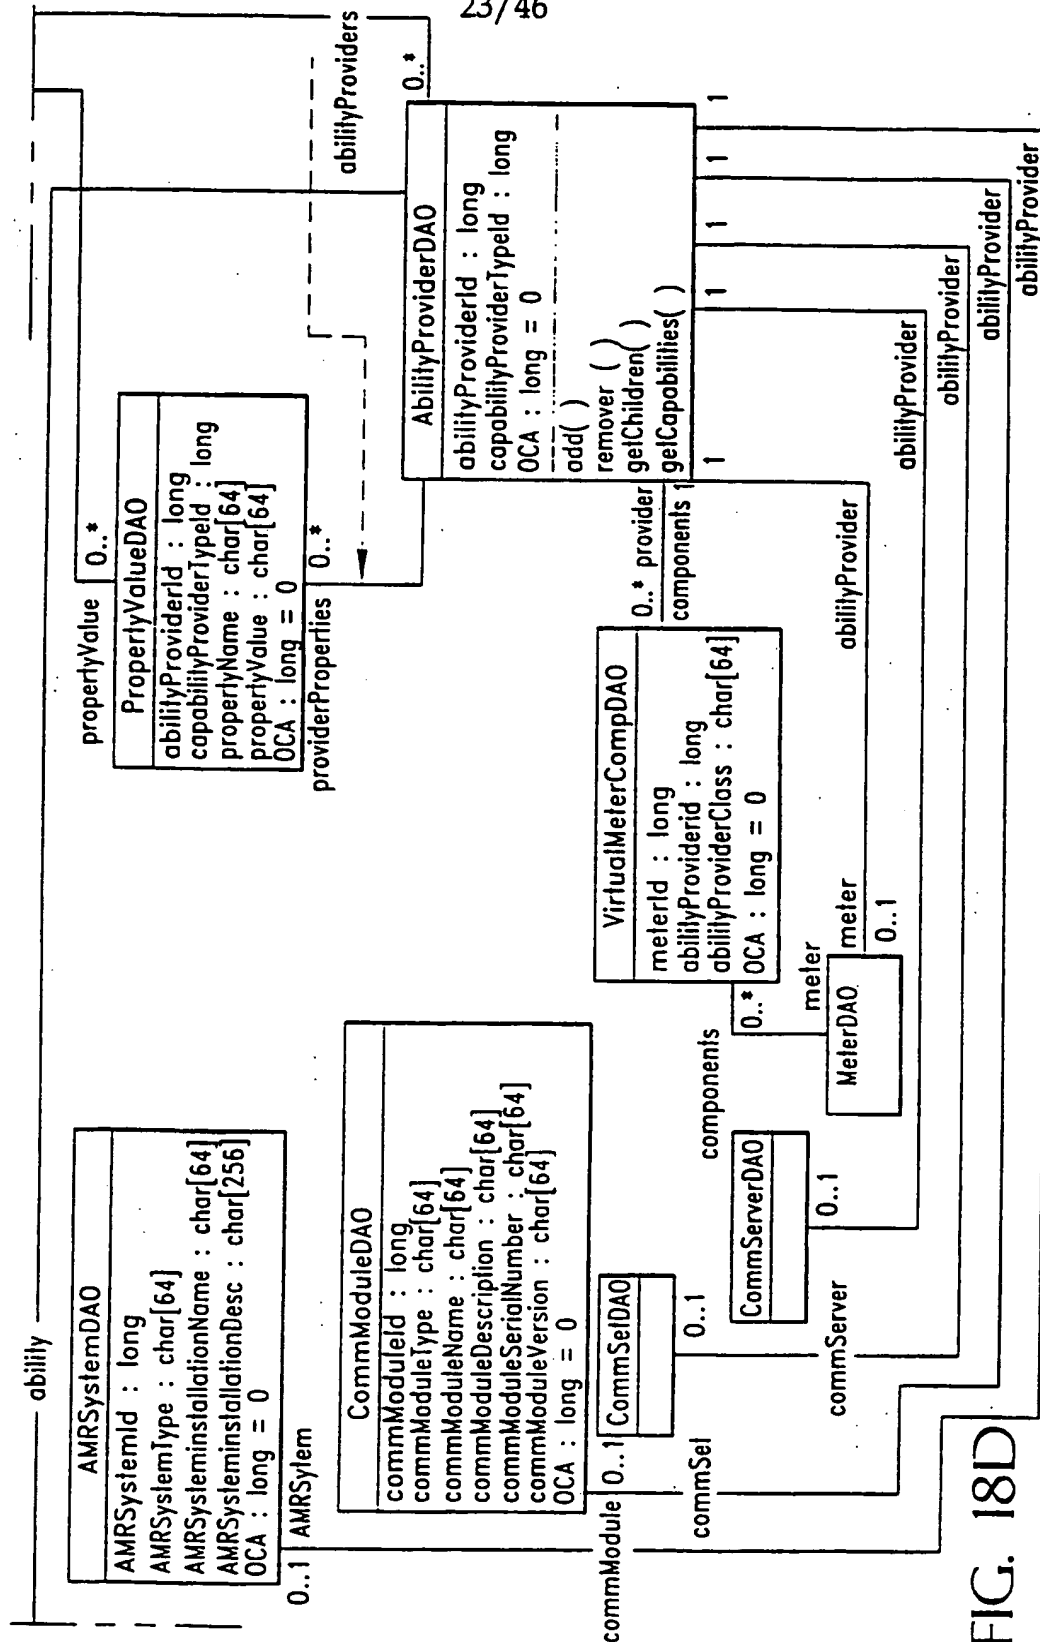 23/46
ability
AMRSystemDAO
AMRSystemId : long
AMRSystemType : char[64]
AMRSysteminstallationName : char[64]
AMRSysteminstallationDesc : char[256]
OCA : long = 0
0..1 AMRSytem
propertyValue
0..*
PropertyValueDAO
abilityProviderId : long
capabilityProviderTypeId : long
propertyName : char[64]
propertyValue : char[64]
OCA : long = 0
providerProperties
0..*
abilityProviders
0..*
AbilityProviderDAO
abilityProviderId : long
capabilityProviderTypeId : long
OCA : long = 0
add( )
remover ( )
getChildren( )
getCapabilities( )
CommModuleDAO
commModuleId : long
commModuleType : char[64]
commModuleName : char[64]
commModuleDescription : char[64]
commModuleSerialNumber : char[64]
commModuleVersion : char[64]
OCA : long = 0
commModule
0..1
VirtualMeterCompDAO
meterId : long
abilityProviderid : long
abilityProviderClass : char[64]
OCA : long = 0
0..* provider
components 1
1
1
1
1
1
components
0..*
meter
MeterDAO
meter
0..1
abilityProvider
CommSetDAO
0..1
commSet
CommServerDAO
0..1
commServer
abilityProvider
abilityProvider
abilityProvider
abilityProvider
FIG. 18D